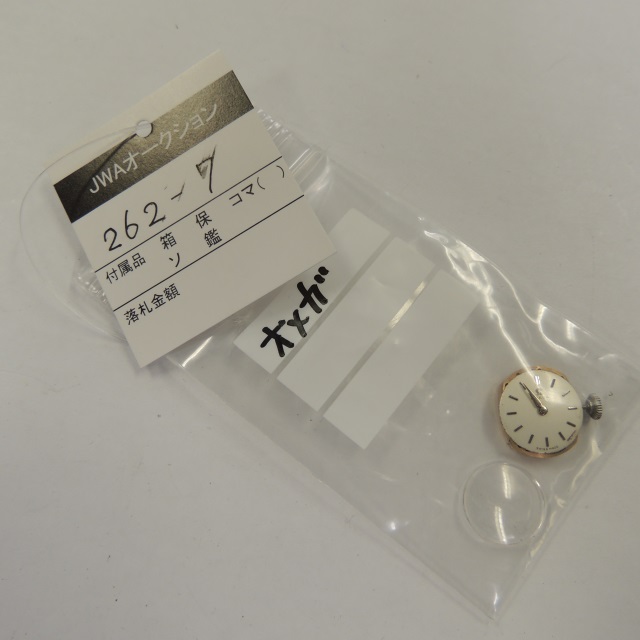 JWAオークション
262-7
付属品 箱 保 コマ( )
ソ 鑑
落札金額
オメガ